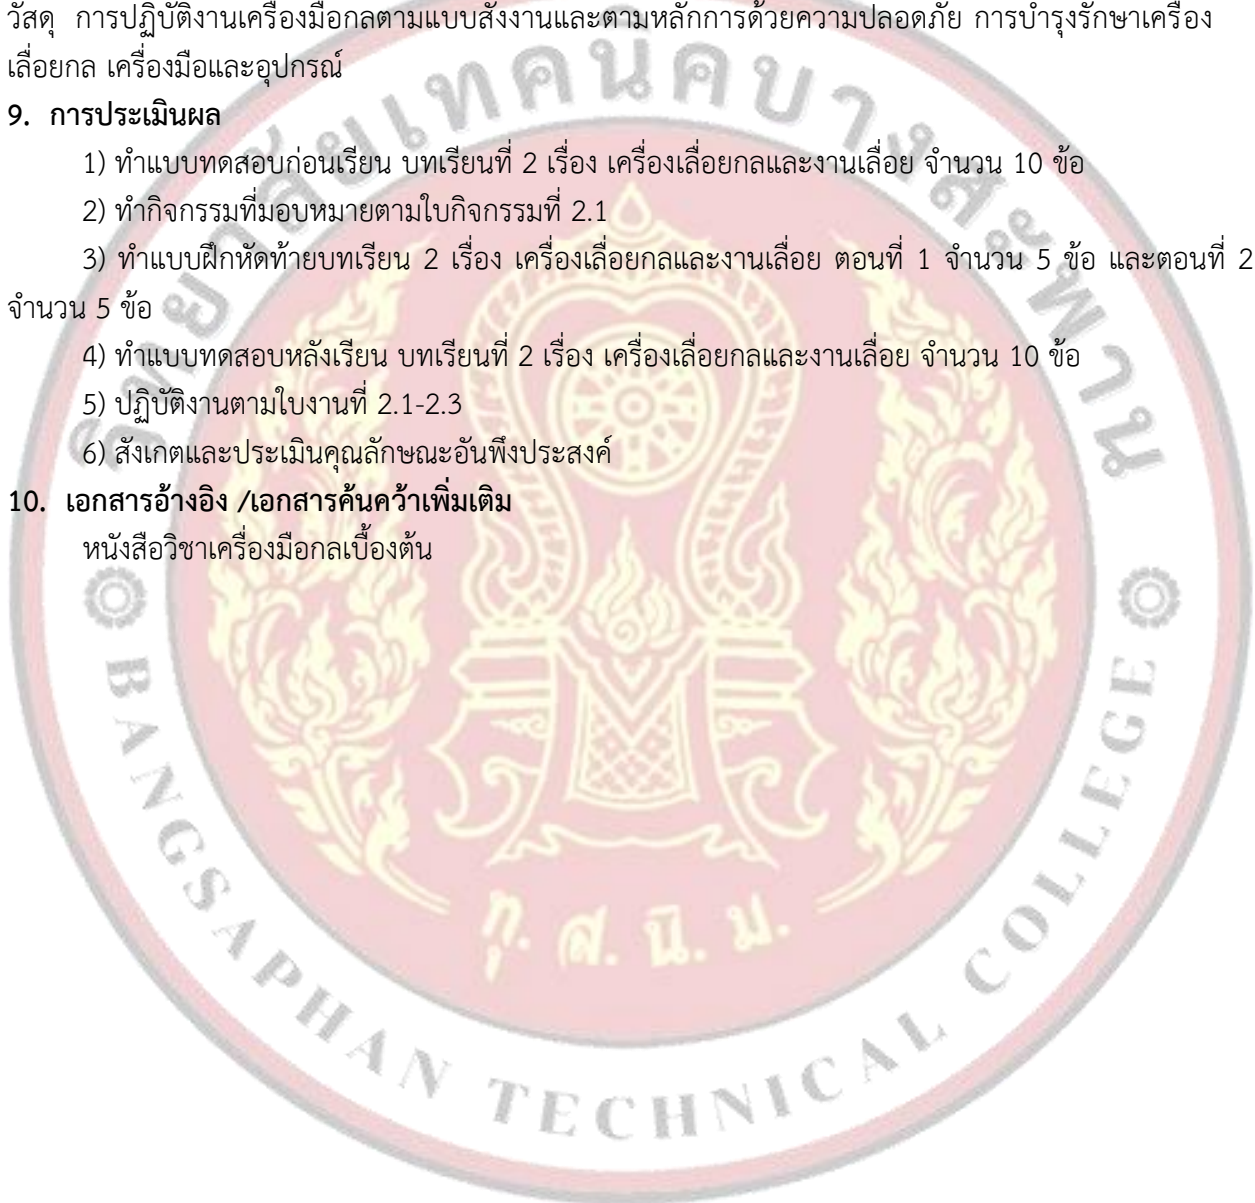 วัสดุ การปฏิบัติงานเครื่องมือกลตามแบบสั่งงานและตามหลักการด้วยความปลอดภัย การบำรุงรักษาเครื่อง
เลื่อยกล เครื่องมือและอุปกรณ์
9. การประเมินผล
1) ทำแบบทดสอบก่อนเรียน บทเรียนที่ 2 เรื่อง เครื่องเลื่อยกลและงานเลื่อย จำนวน 10 ข้อ
2) ทำกิจกรรมที่มอบหมายตามใบกิจกรรมที่ 2.1
3) ทำแบบฝึกหัดท้ายบทเรียน 2 เรื่อง เครื่องเลื่อยกลและงานเลื่อย ตอนที่ 1 จำนวน 5 ข้อ และตอนที่ 2
จำนวน 5 ข้อ
4) ทำแบบทดสอบหลังเรียน บทเรียนที่ 2 เรื่อง เครื่องเลื่อยกลและงานเลื่อย จำนวน 10 ข้อ
5) ปฏิบัติงานตามใบงานที่ 2.1-2.3
6) สังเกตและประเมินคุณลักษณะอันพึงประสงค์
10. เอกสารอ้างอิง /เอกสารค้นคว้าเพิ่มเติม
หนังสือวิชาเครื่องมือกลเบื้องต้น
วิทยาลัยเทคนิคบางสะพาน
ทุ. ส. นิ. ม.
BANGSAPHAN TECHNICAL COLLEGE